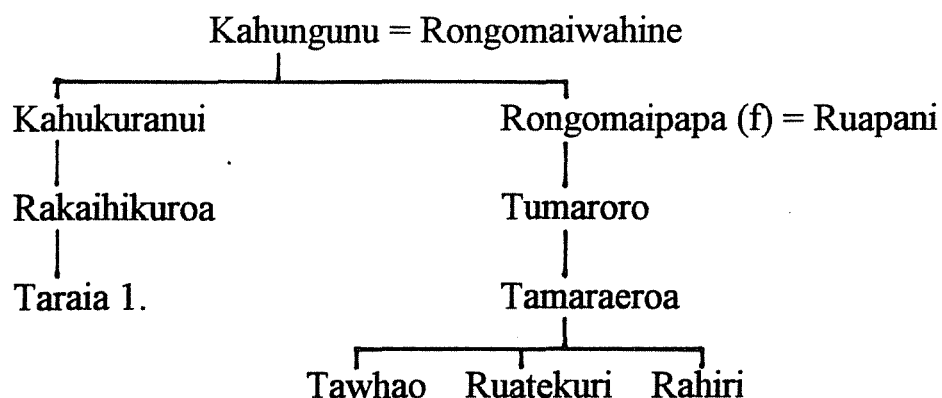 Kahungunu = Rongomaiwahine
Kahukuranui Rongomaipapa (f) = Ruapani
Rakaihikuroa Tumaroro
Taraia 1. Tamaraeroa
Tawhao Ruatekuri Rahiri